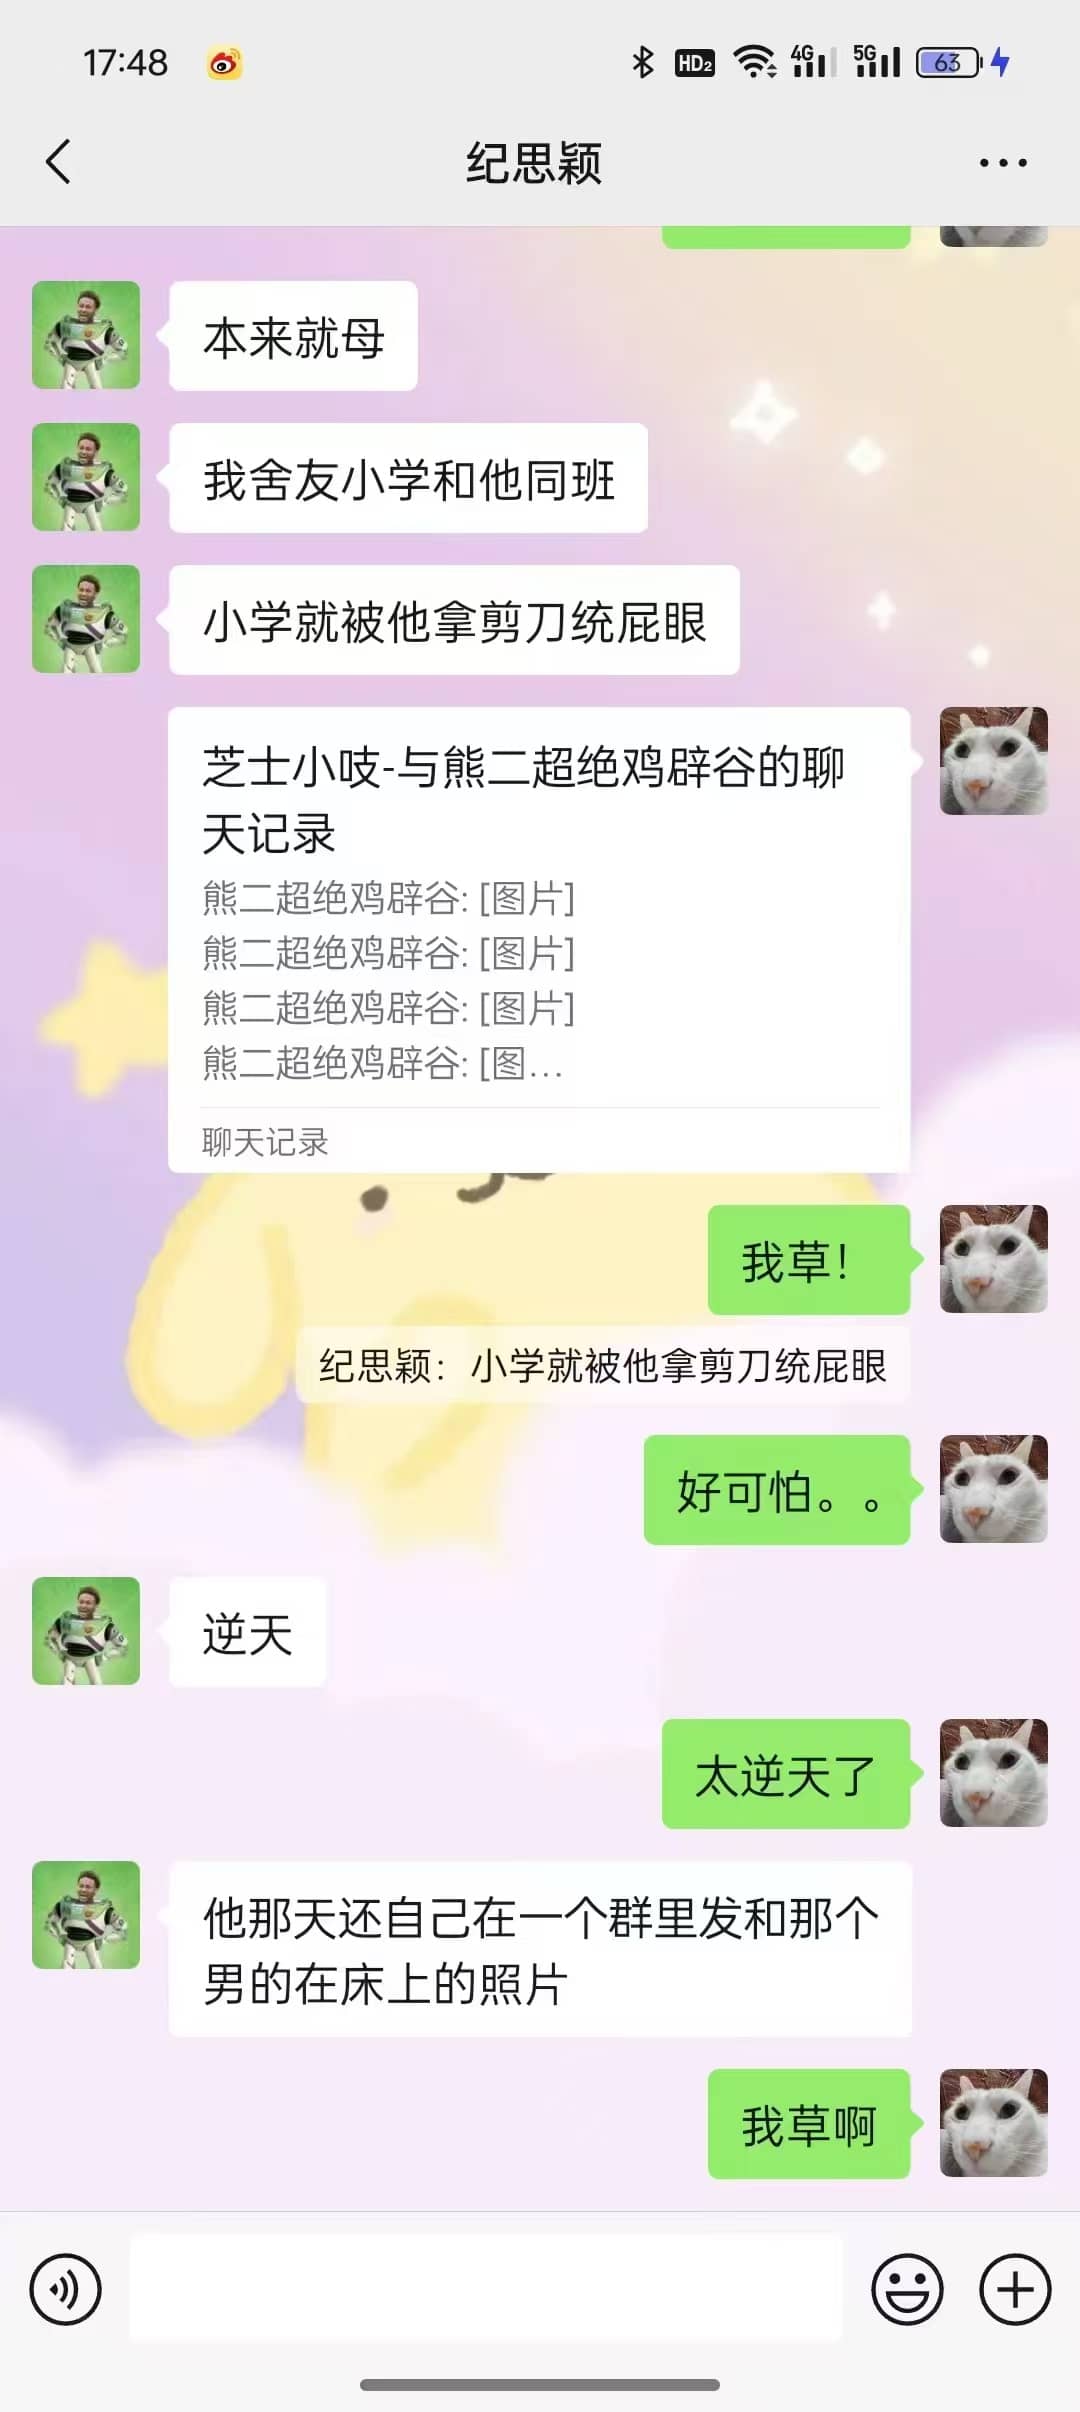 17:48
HD2
4G
5G
63
纪思颖
本来就母
我舍友小学和他同班
小学就被他拿剪刀统屁眼
芝士小吱-与熊二超绝鸡辟谷的聊
天记录
熊二超绝鸡辟谷: [图片]
熊二超绝鸡辟谷: [图片]
熊二超绝鸡辟谷: [图片]
熊二超绝鸡辟谷: [图...
聊天记录
我草！
纪思颖：小学就被他拿剪刀统屁眼
好可怕。。
逆天
太逆天了
他那天还自己在一个群里发和那个
男的在床上的照片
我草啊